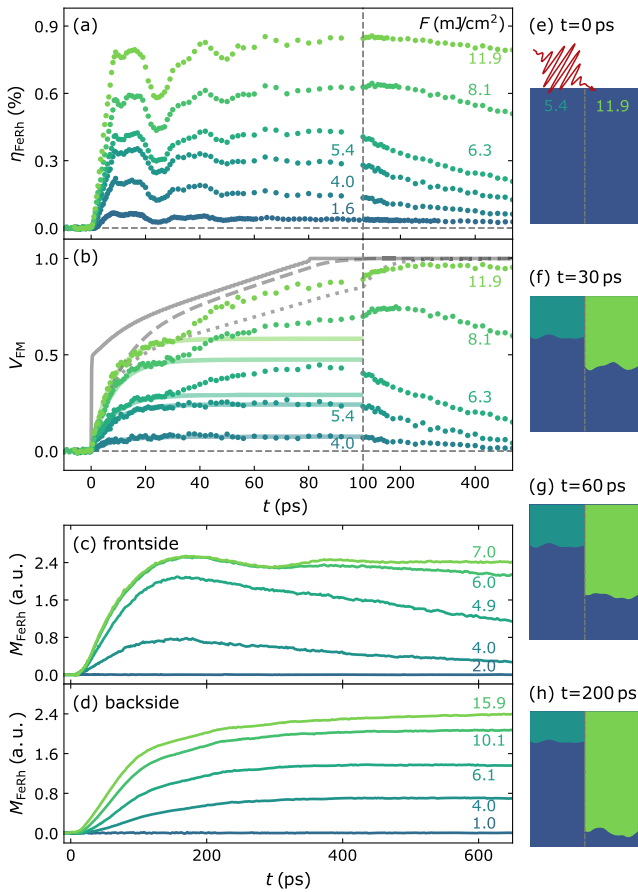 (a)
F (mJ/cm²)
0.9
0.6
0.3
0.0
η_FeRh (%)
11.9
8.1
6.3
5.4
4.0
1.6
(b)
1.0
0.5
0.0
V_FM
11.9
8.1
6.3
5.4
4.0
0 20 40 60 80 100 200 400
t (ps)
(c) frontside
2.4
1.6
0.8
0.0
M_FeRh (a. u.)
7.0
6.0
4.9
4.0
2.0
(d) backside
2.4
1.6
0.8
0.0
M_FeRh (a. u.)
15.9
10.1
6.1
4.0
1.0
0 200 400 600
t (ps)
(e) t=0 ps
5.4 11.9
(f) t=30 ps
(g) t=60 ps
(h) t=200 ps